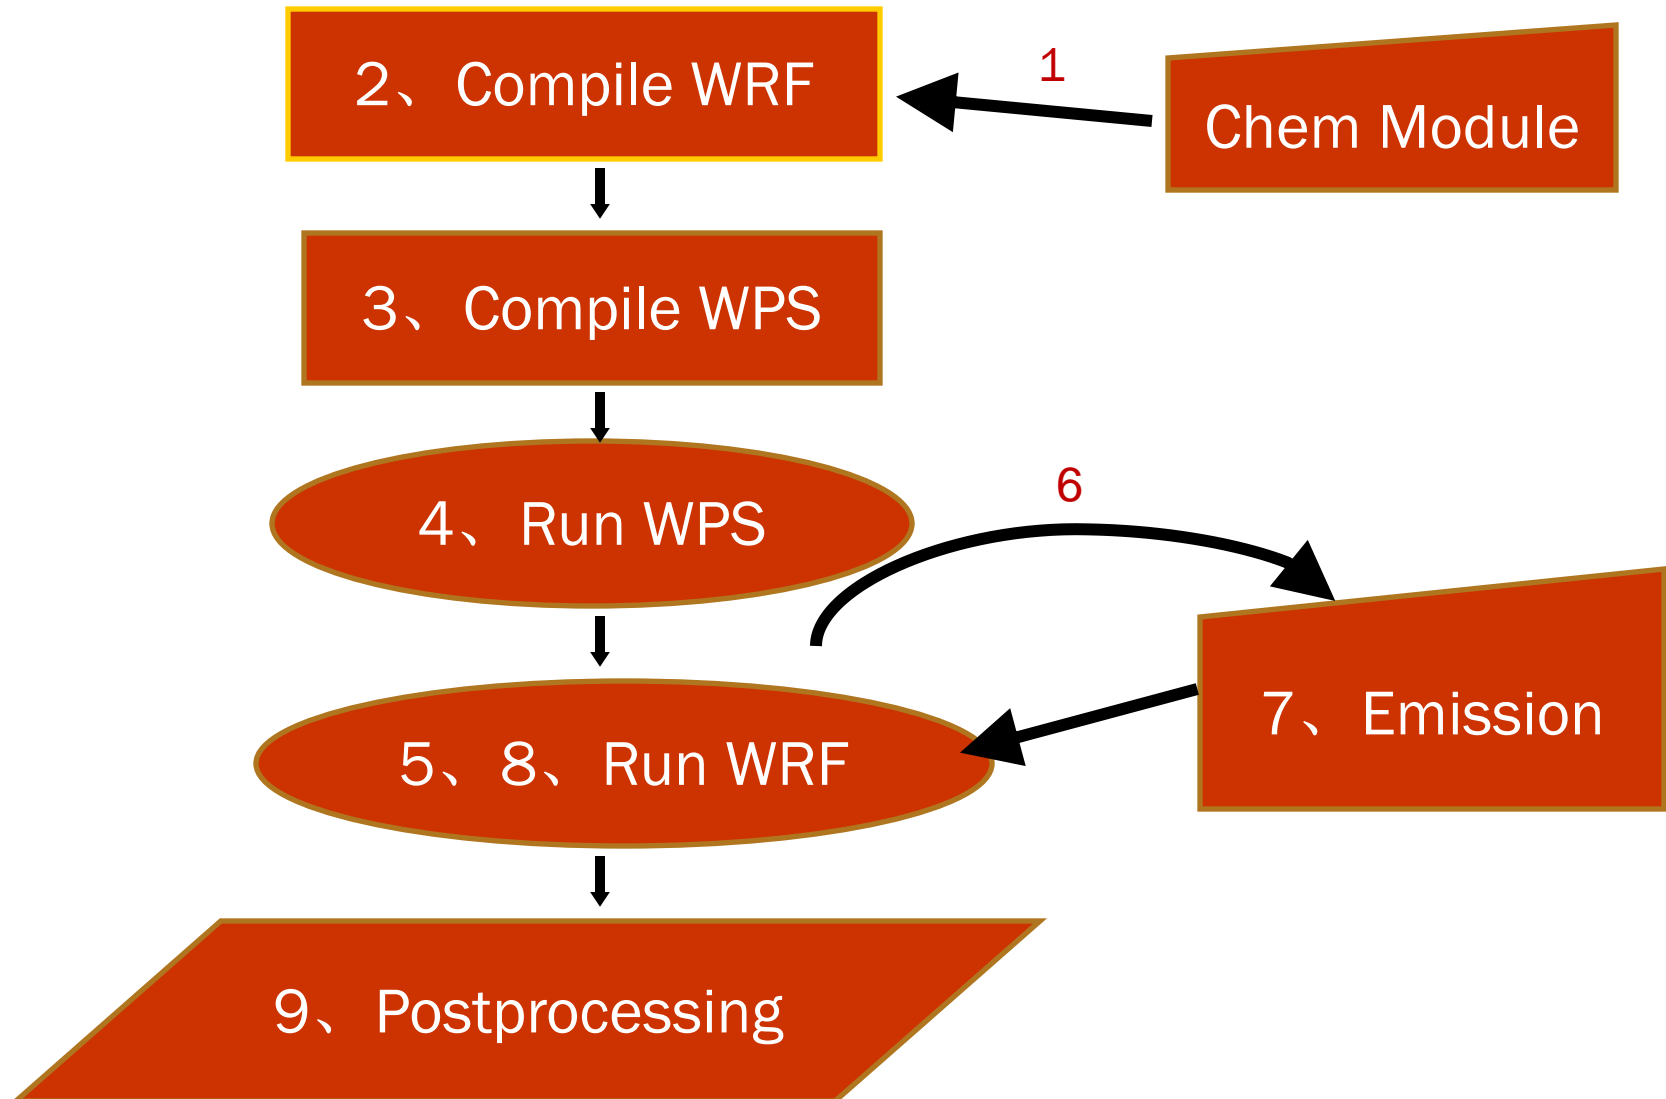 2、Compile WRF
1
Chem Module
3、Compile WPS
4、Run WPS
6
7、Emission
5、8、Run WRF
9、Postprocessing